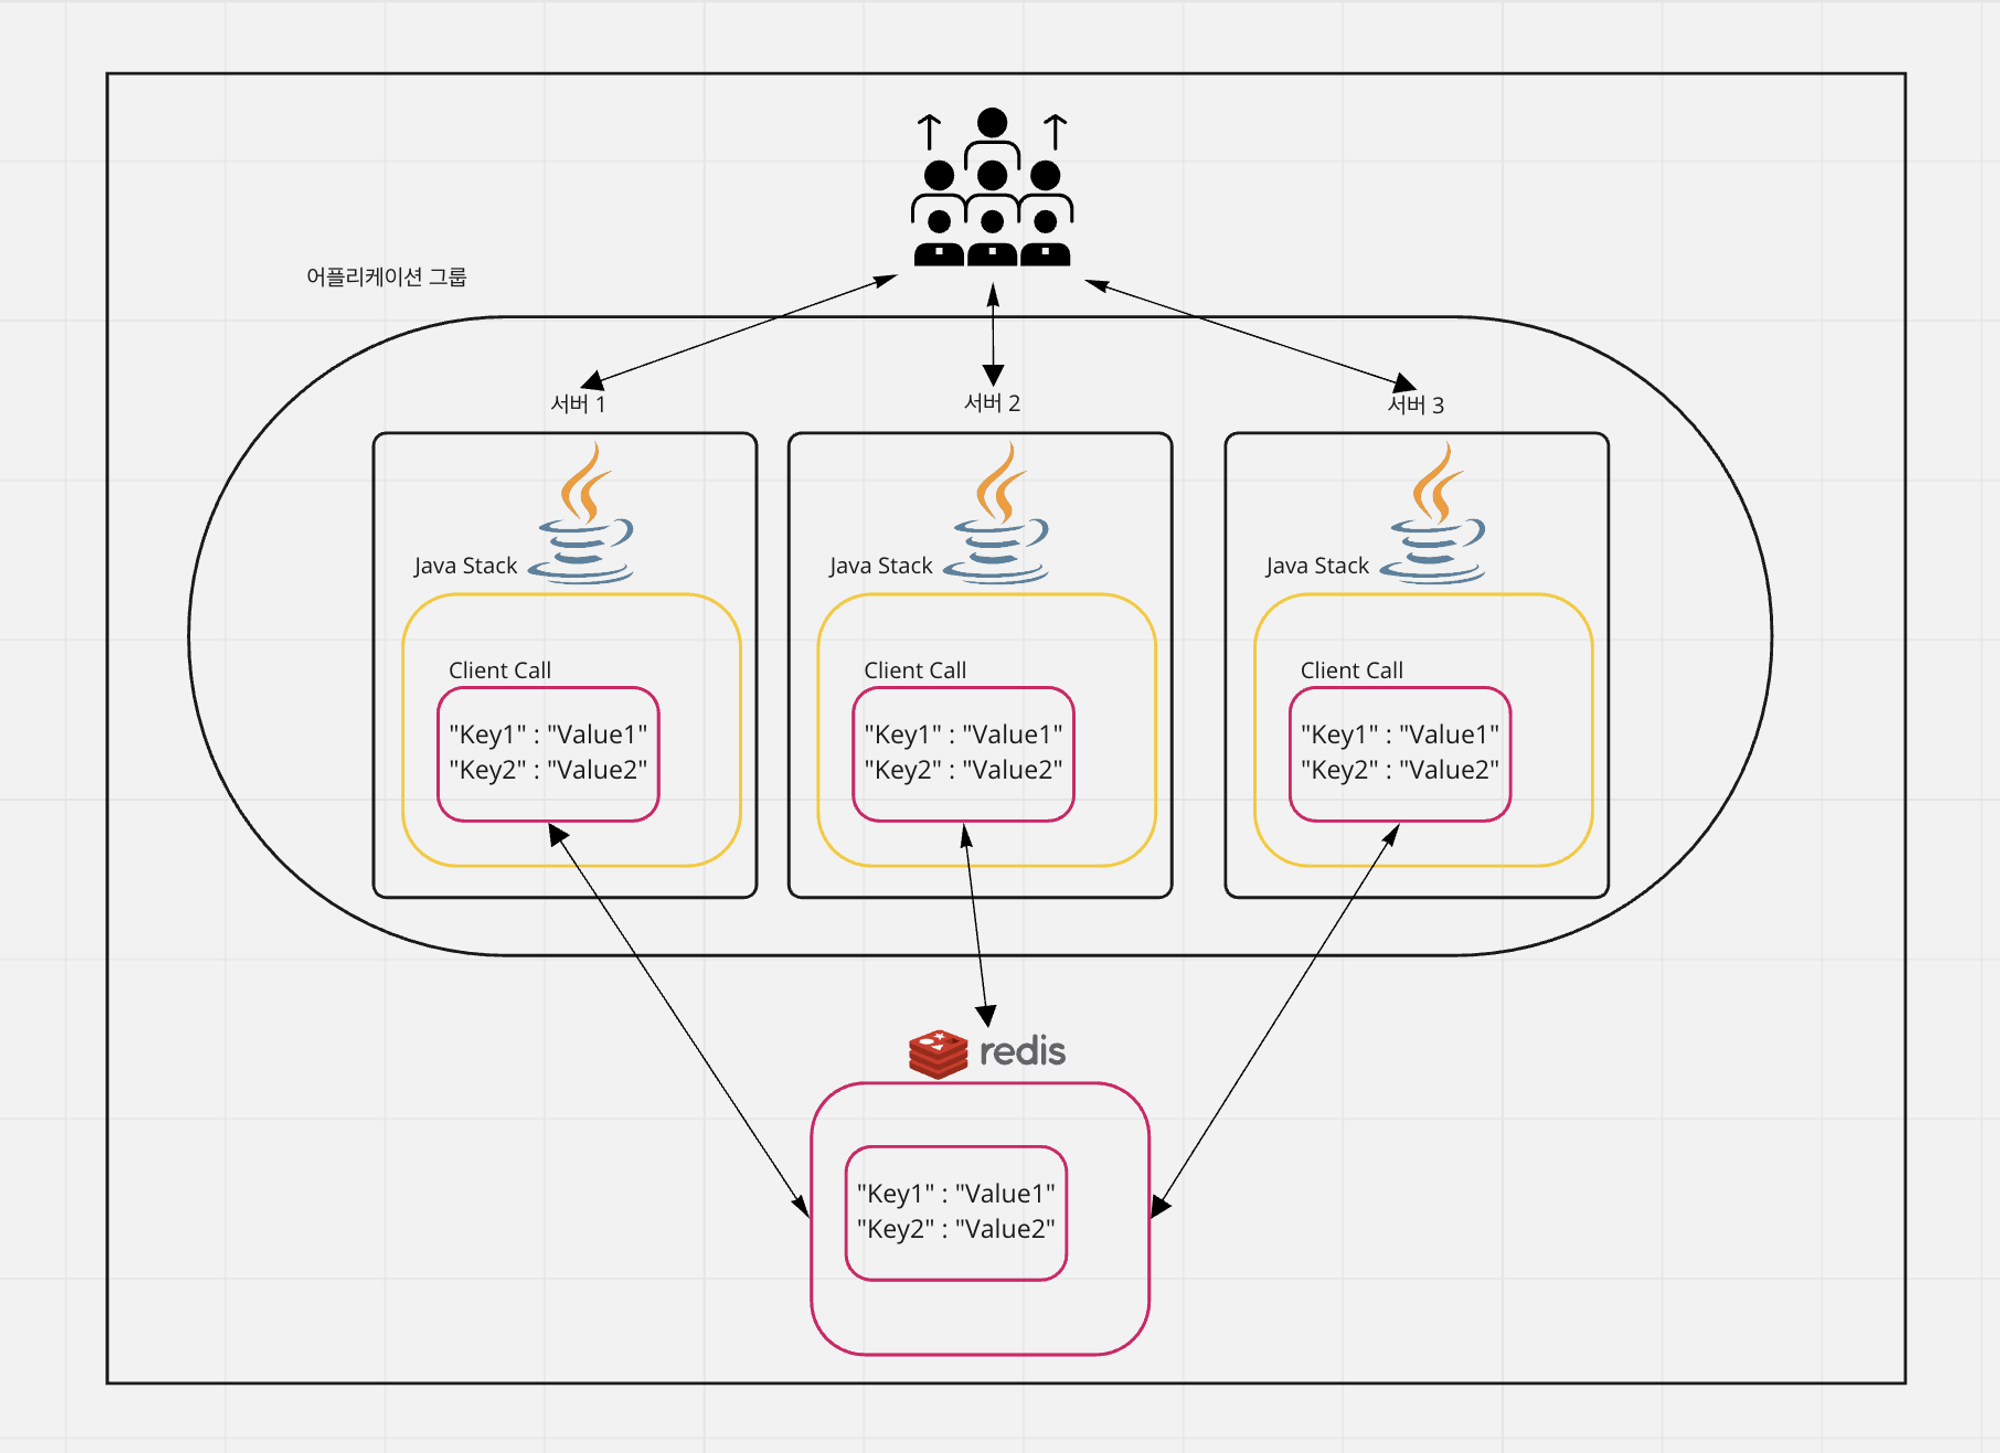 어플리케이션 그룹
서버 1
서버 2
서버 3
Java Stack
Java Stack
Java Stack
Client Call
Client Call
Client Call
"Key1" : "Value1"
"Key2" : "Value2"
"Key1" : "Value1"
"Key2" : "Value2"
"Key1" : "Value1"
"Key2" : "Value2"
redis
"Key1" : "Value1"
"Key2" : "Value2"